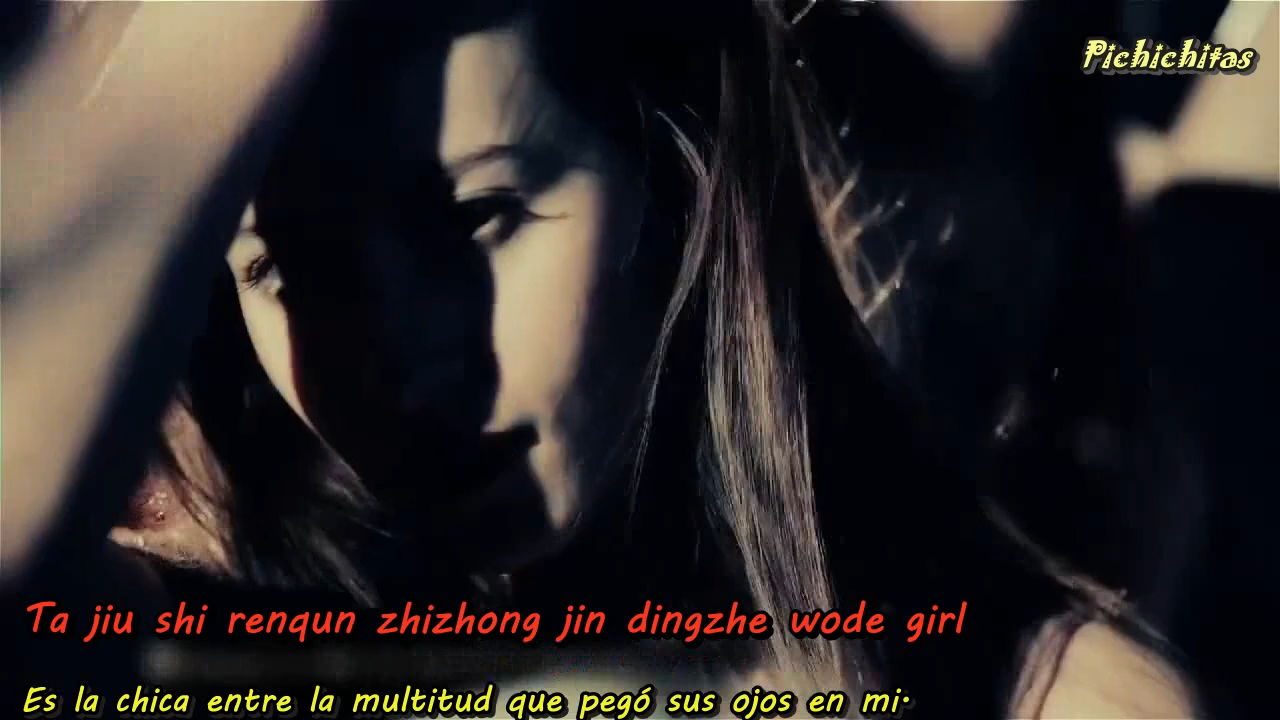 Pichichitas
Ta jiu shi renqun zhizhong jin dingzhe wode girl
Es la chica entre la multitud que pegó sus ojos en mi.